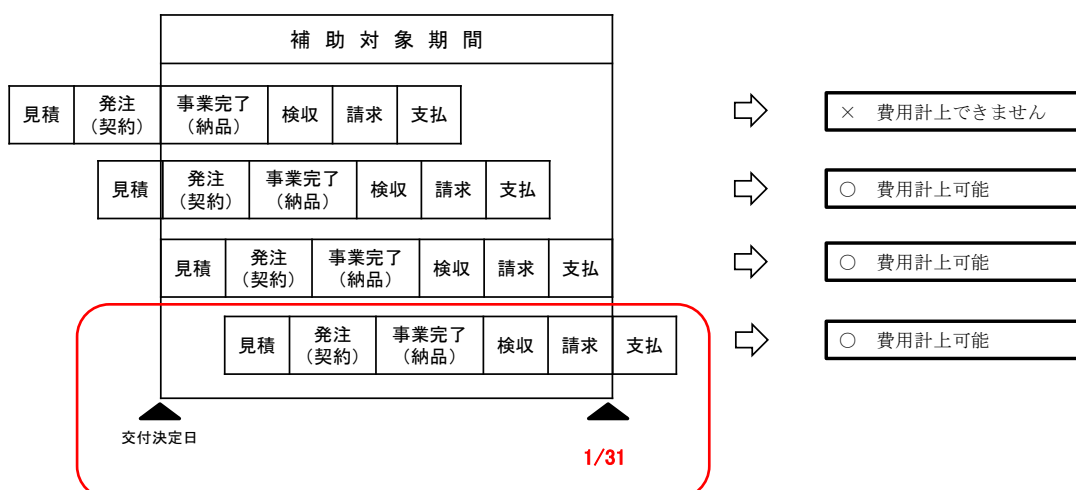 補助対象期間
見積
発注
（契約）
事業完了
（納品）
検収
請求
支払
× 費用計上できません
見積
発注
（契約）
事業完了
（納品）
検収
請求
支払
○ 費用計上可能
見積
発注
（契約）
事業完了
（納品）
検収
請求
支払
○ 費用計上可能
見積
発注
（契約）
事業完了
（納品）
検収
請求
支払
○ 費用計上可能
交付決定日
1/31